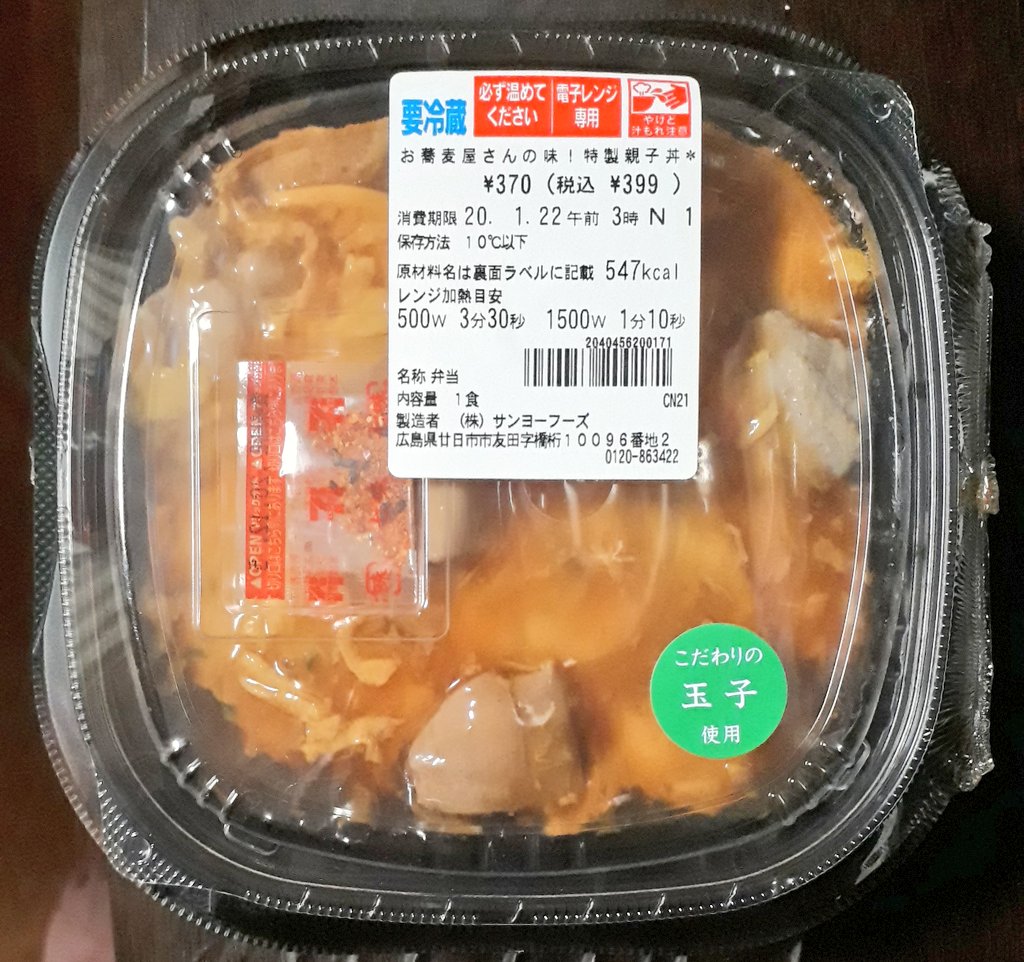 要冷蔵
必ず温めて
ください
電子レンジ
専用
やけど
汁もれ注意
お蕎麦屋さんの味！特製親子丼＊
¥370 (税込 ¥399 )
消費期限 20. 1.22 午前 3時 N 1
保存方法 10℃以下
原材料名は裏面ラベルに記載 547kcal
レンジ加熱目安
500W 3分30秒 1500W 1分10秒
2040456200171
名称 弁当
内容量 1食 CN21
製造者 （株）サンヨーフーズ
広島県廿日市市友田字橋桁10096番地2
0120-863422
▲OPEN
こだわりの
玉子
使用